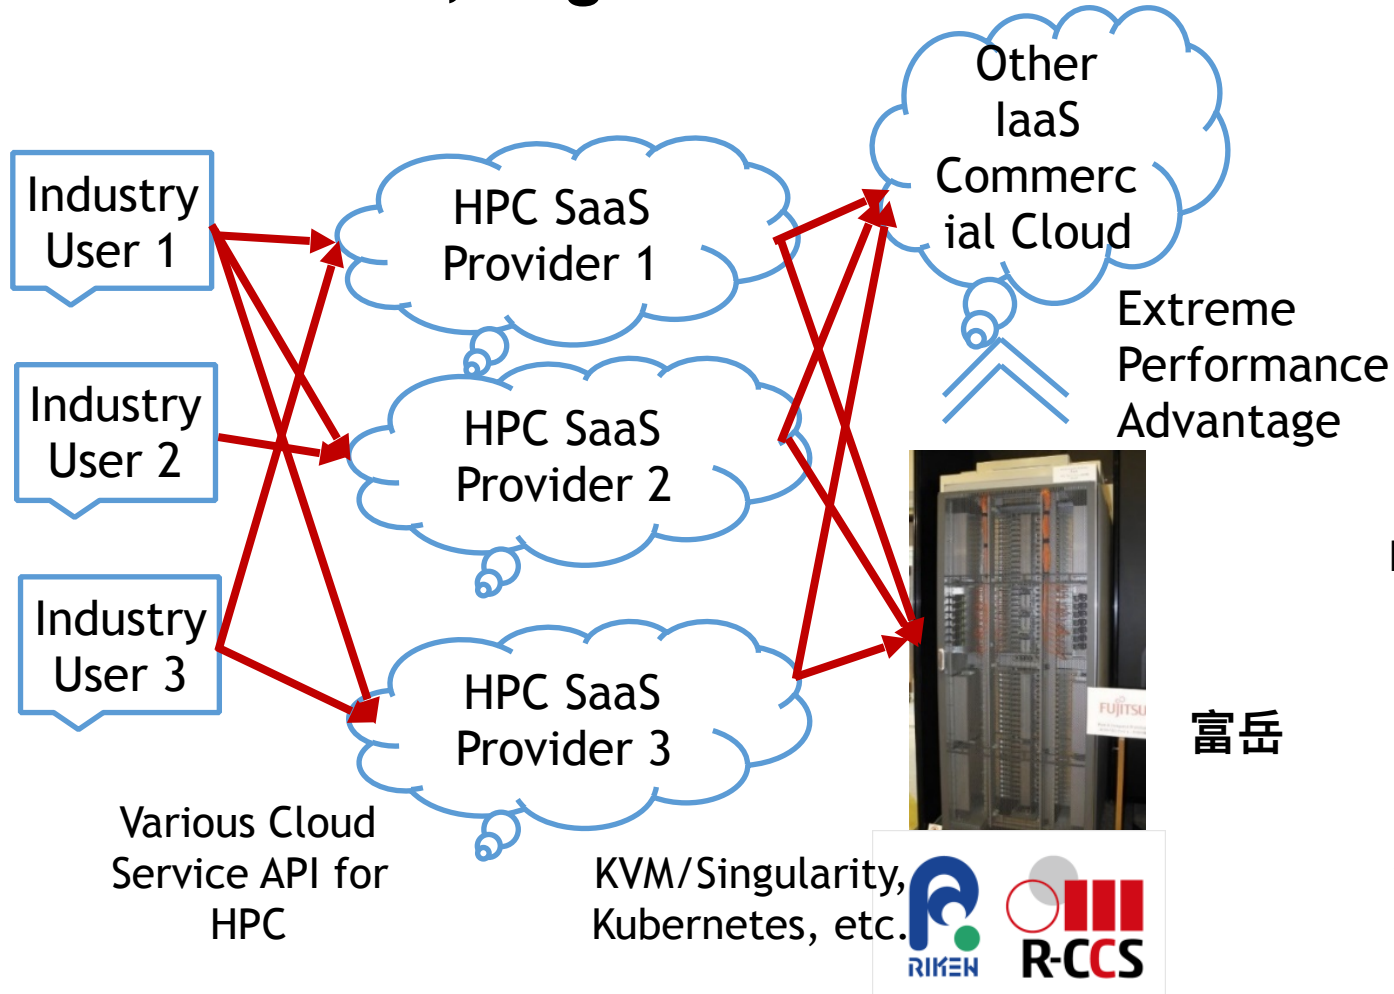 Industry
User 1
Industry
User 2
Industry
User 3
HPC SaaS
Provider 1
HPC SaaS
Provider 2
HPC SaaS
Provider 3
Other
IaaS
Commerc
ial Cloud
Extreme
Performance
Advantage
FUJITSU
富岳
Various Cloud
Service API for
HPC
KVM/Singularity,
Kubernetes, etc.
RIKEN
R-CCS